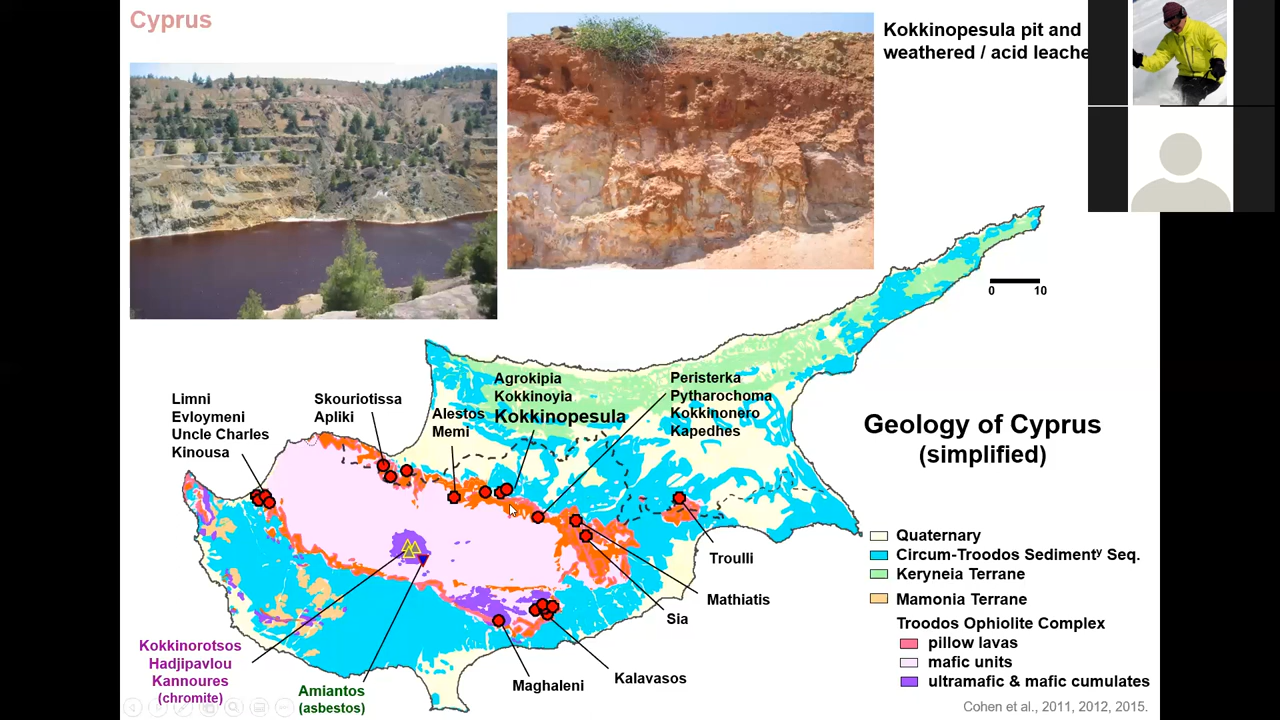 Cyprus
Kokkinopesula pit and
weathered / acid leache
0 10
Limni
Evloymeni
Uncle Charles
Kinousa
Skouriotissa
Apliki
Alestos
Memi
Agrokipia
Kokkinoyia
Kokkinopesula
Peristerka
Pytharochoma
Kokkinonero
Kapedhes
Geology of Cyprus
(simplified)
Troulli
Mathiatis
Sia
Kalavasos
Maghaleni
Kokkinorotsos
Hadjipavlou
Kannoures
(chromite)
Amiantos
(asbestos)
Quaternary
Circum-Troodos Sedimentʸ Seq.
Keryneia Terrane
Mamonia Terrane
Troodos Ophiolite Complex
pillow lavas
mafic units
ultramafic & mafic cumulates
Cohen et al., 2011, 2012, 2015.